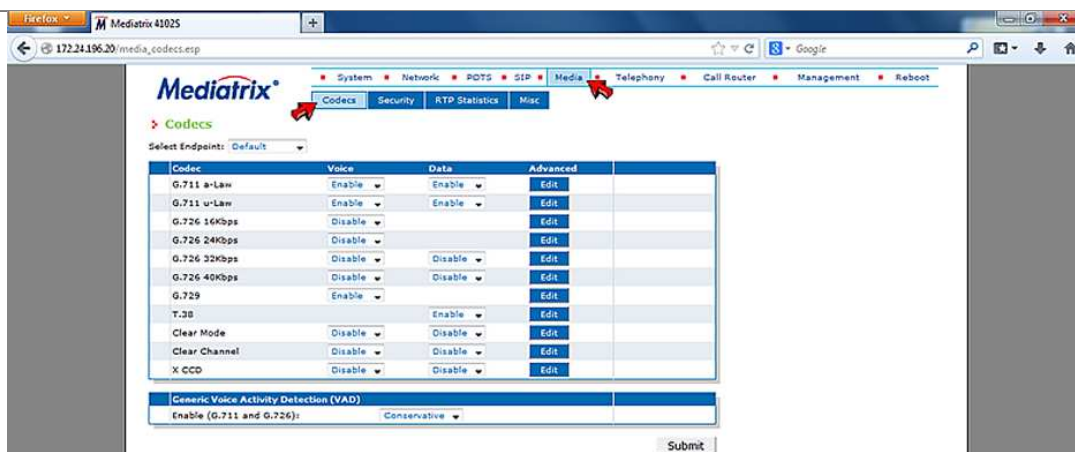 Firefox
M Mediatrix 4102S
+
172.24.196.20/media_codecs.esp
8 - Google
Mediatrix
System Network POTS SIP Media Telephony Call Router Management Reboot
Codecs Security RTP Statistics Misc
Codecs
Select Endpoint: Default
Codec Voice Data Advanced
G.711 a-Law Enable Enable Edit
G.711 u-Law Enable Enable Edit
G.726 16Kbps Disable Edit
G.726 24Kbps Disable Edit
G.726 32Kbps Disable Disable Edit
G.726 40Kbps Disable Disable Edit
G.729 Enable Edit
T.38 Enable Edit
Clear Mode Disable Disable Edit
Clear Channel Disable Disable Edit
X CCD Disable Disable Edit
Generic Voice Activity Detection (VAD)
Enable (G.711 and G.726): Conservative
Submit